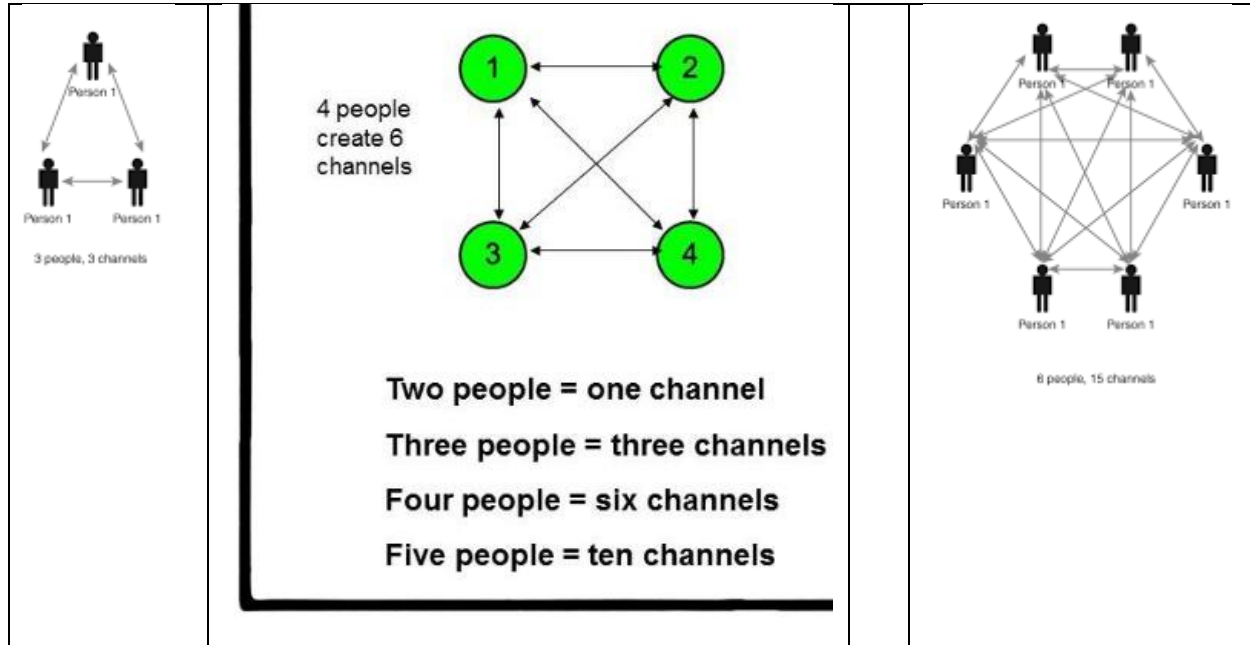 Person 1
Person 1 Person 1
3 people, 3 channels
4 people
create 6
channels
1 2
3 4
Two people = one channel
Three people = three channels
Four people = six channels
Five people = ten channels
Person 1 Person 1
Person 1 Person 1
Person 1 Person 1
6 people, 15 channels